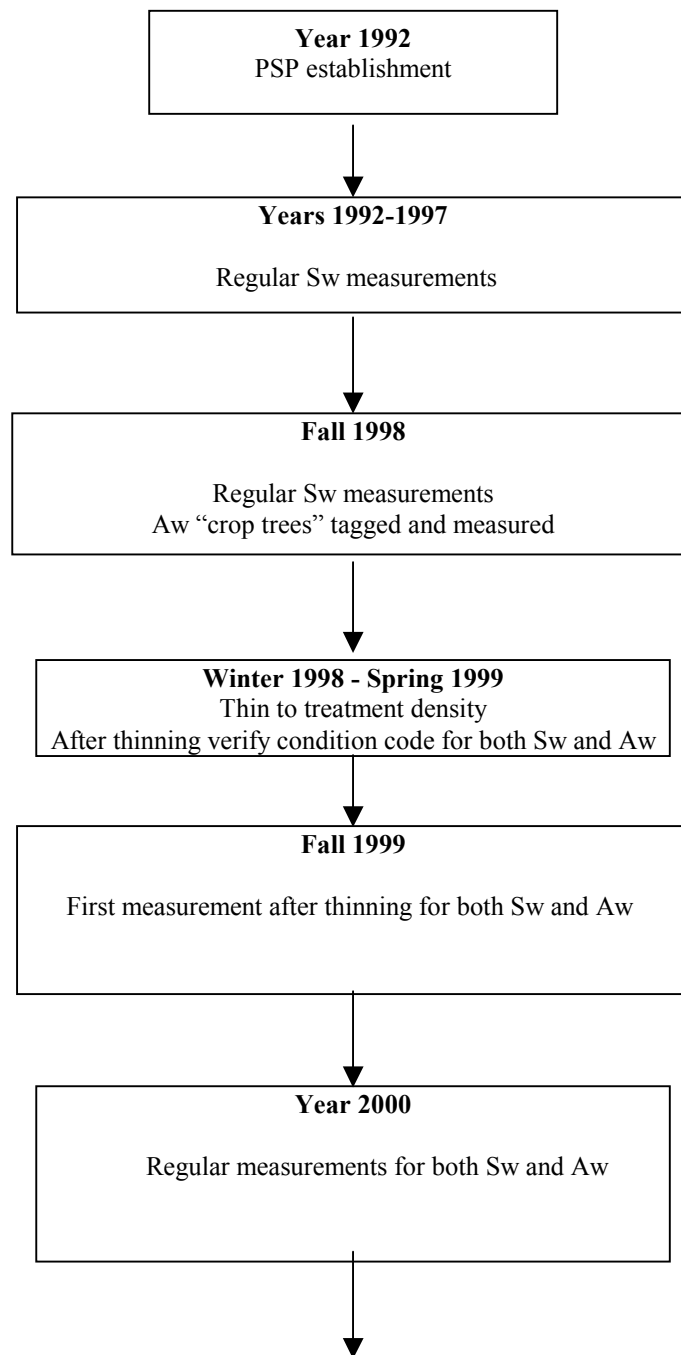 Year 1992
PSP establishment
Years 1992-1997
Regular Sw measurements
Fall 1998
Regular Sw measurements
Aw “crop trees” tagged and measured
Winter 1998 - Spring 1999
Thin to treatment density
After thinning verify condition code for both Sw and Aw
Fall 1999
First measurement after thinning for both Sw and Aw
Year 2000
Regular measurements for both Sw and Aw